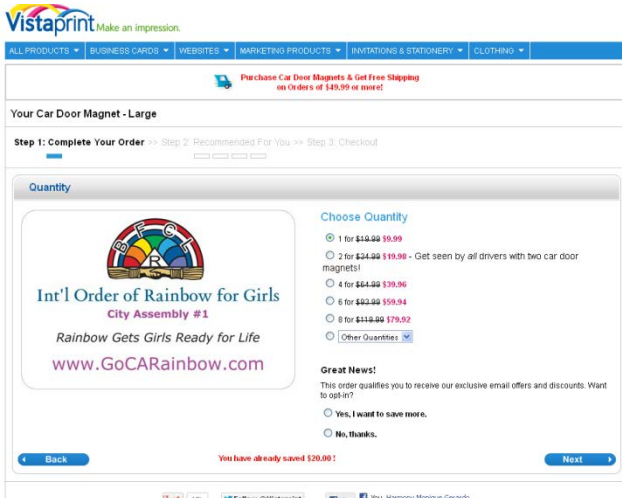 Vistaprint Make an impression.
ALL PRODUCTS BUSINESS CARDS WEBSITES MARKETING PRODUCTS INVITATIONS & STATIONERY CLOTHING
Purchase Car Door Magnets & Get Free Shipping
on Orders of $49.99 or more!
Your Car Door Magnet - Large
Step 1: Complete Your Order >> Step 2: Recommended For You >> Step 3: Checkout
Quantity
B F C L
Int'l Order of Rainbow for Girls
City Assembly #1
Rainbow Gets Girls Ready for Life
www.GoCARainbow.com
Choose Quantity
1 for $19.99 $9.99
2 for $34.99 $19.98 - Get seen by all drivers with two car door
magnets!
4 for $64.99 $39.96
6 for $93.99 $59.94
8 for $119.99 $79.92
Other Quantities
Great News!
This order qualifies you to receive our exclusive email offers and discounts. Want
to opt-in?
Yes, I want to save more.
No, thanks.
Back
You have already saved $20.00 !
Next